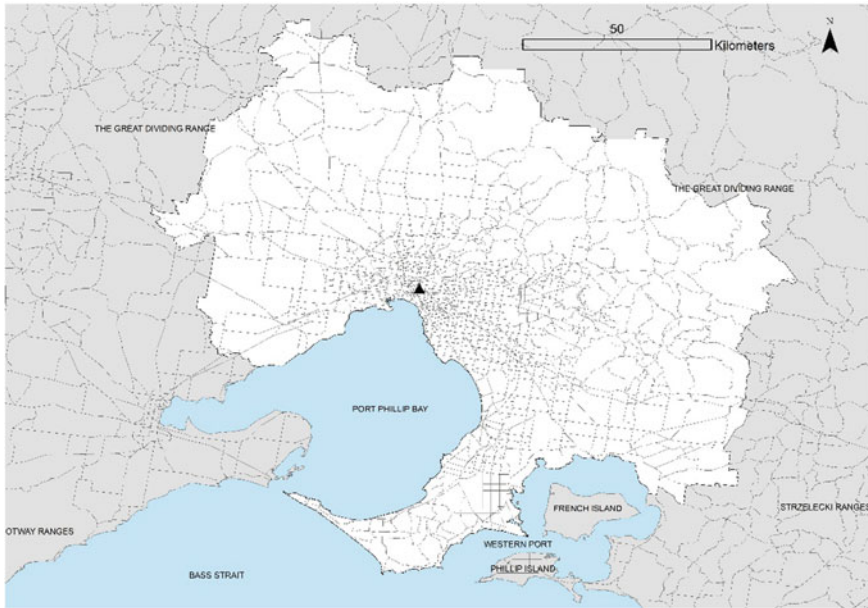 50
Kilometers
N
THE GREAT DIVIDING RANGE
THE GREAT DIVIDING RANGE
PORT PHILLIP BAY
FRENCH ISLAND
STRZELECKI RANGES
OTWAY RANGES
WESTERN PORT
PHILLIP ISLAND
BASS STRAIT